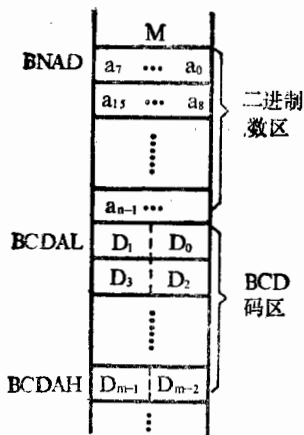 M
BNAD a₇ ··· a₀
a₁₅ ··· a₈
二进制
数区
aₙ₋₁ ···
BCDAL D₁ D₀
D₃ D₂
BCD
码区
BCDAH Dₘ₋₁ Dₘ₋₂